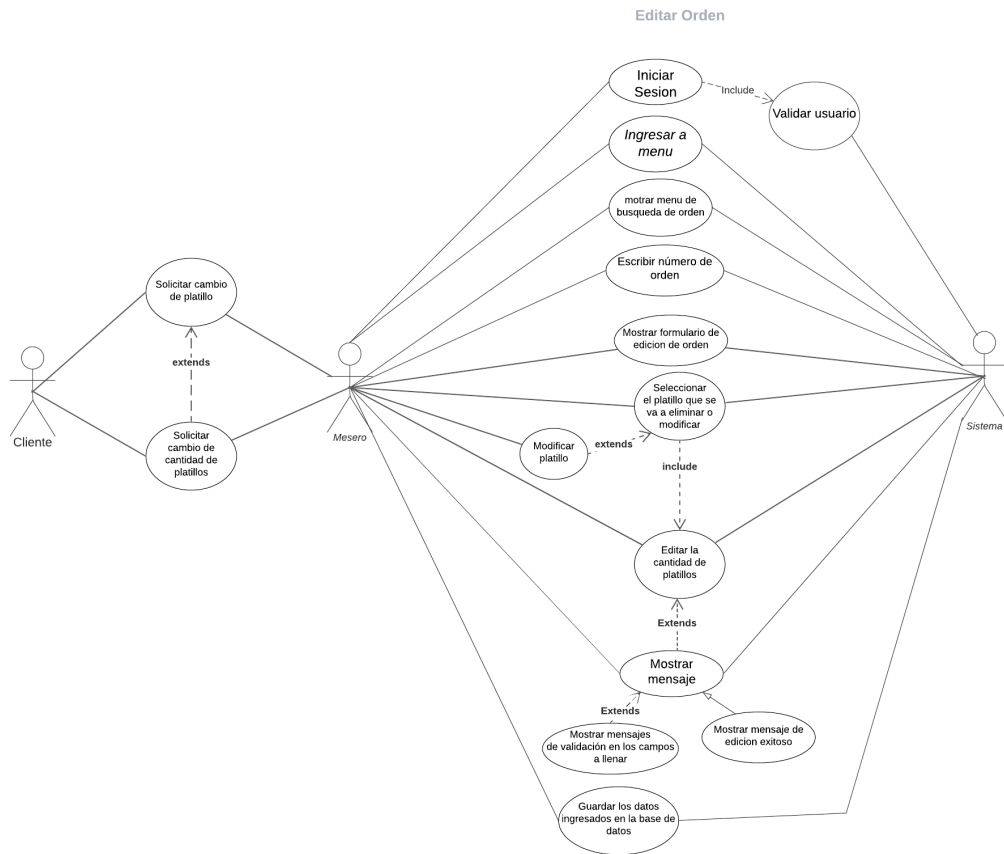 Editar Orden
Iniciar
Sesion
Include
Validar usuario
Ingresar a
menu
motrar menu de
busqueda de orden
Escribir número de
orden
Solicitar cambio
de platillo
Mostrar formulario de
edicion de orden
extends
Seleccionar
el platillo que se
va a eliminar o
modificar
Cliente
Mesero
Sistema
Solicitar
cambio de
cantidad de
platillos
Modificar
platillo
extends
include
Editar la
cantidad de
platillos
Extends
Mostrar
mensaje
Extends
Mostrar mensajes
de validación en los campos
a llenar
Mostrar mensaje de
edicion exitoso
Guardar los datos
ingresados en la base de
datos